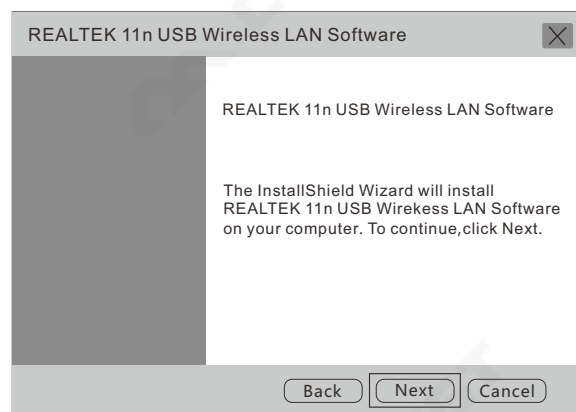 REALTEK 11n USB Wireless LAN Software
REALTEK 11n USB Wireless LAN Software
The InstallShield Wizard will install
REALTEK 11n USB Wirekess LAN Software
on your computer. To continue,click Next.
Back Next Cancel